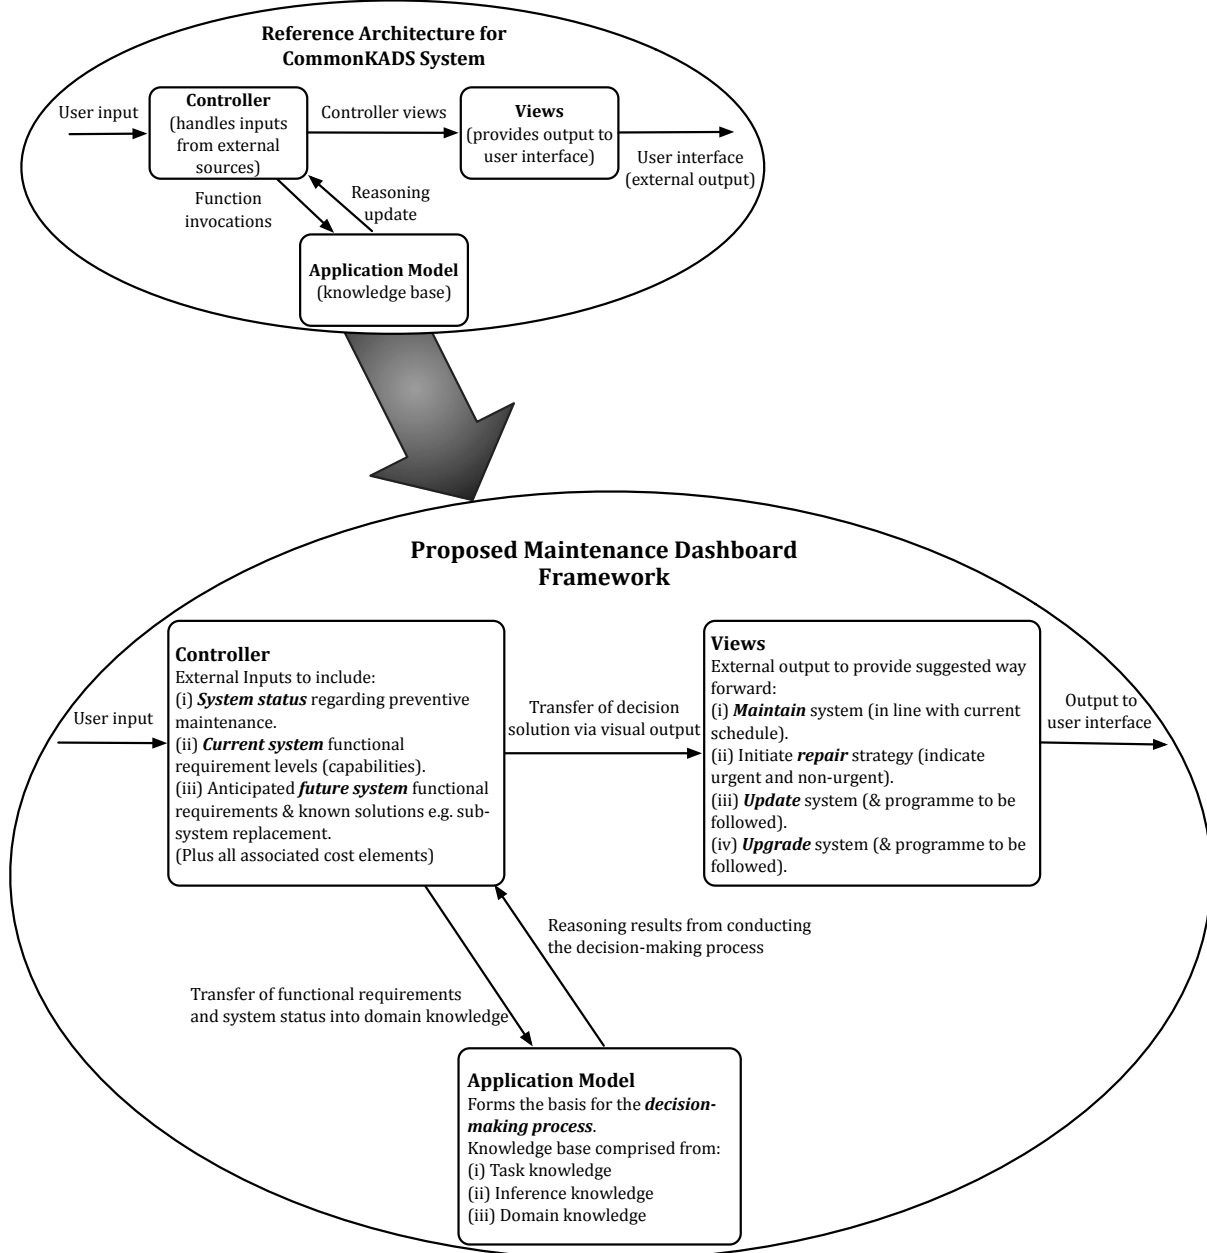 Reference Architecture for
CommonKADS System
User input
Controller
(handles inputs
from external
sources)
Controller views
Views
(provides output to
user interface)
User interface
(external output)
Function
invocations
Reasoning
update
Application Model
(knowledge base)
Proposed Maintenance Dashboard
Framework
User input
Controller
External Inputs to include:
(i) System status regarding preventive
maintenance.
(ii) Current system functional
requirement levels (capabilities).
(iii) Anticipated future system functional
requirements & known solutions e.g. sub-
system replacement.
(Plus all associated cost elements)
Transfer of decision
solution via visual output
Views
External output to provide suggested way
forward:
(i) Maintain system (in line with current
schedule).
(ii) Initiate repair strategy (indicate
urgent and non-urgent).
(iii) Update system (& programme to be
followed).
(iv) Upgrade system (& programme to be
followed).
Output to
user interface
Reasoning results from conducting
the decision-making process
Transfer of functional requirements
and system status into domain knowledge
Application Model
Forms the basis for the decision-
making process.
Knowledge base comprised from:
(i) Task knowledge
(ii) Inference knowledge
(iii) Domain knowledge